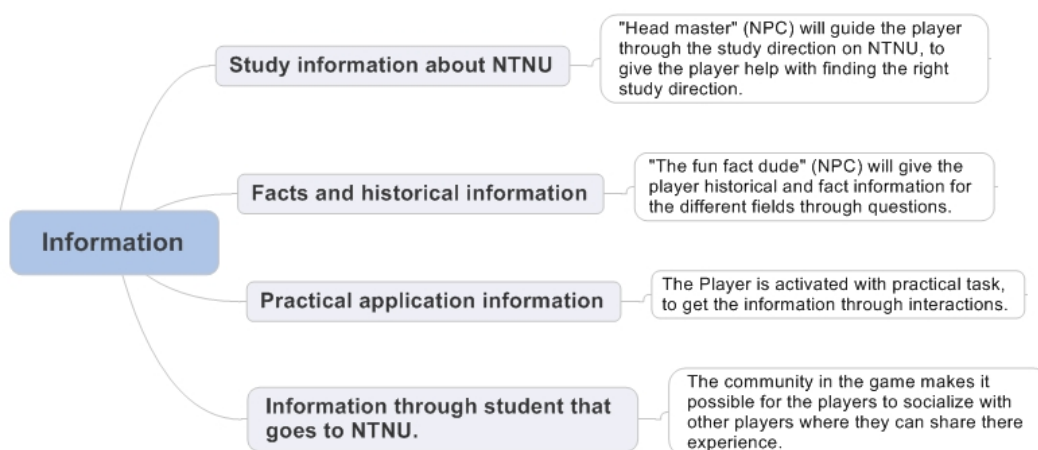 Information
Study information about NTNU
"Head master" (NPC) will guide the player
through the study direction on NTNU, to
give the player help with finding the right
study direction.
Facts and historical information
"The fun fact dude" (NPC) will give the
player historical and fact information for
the different fields through questions.
Practical application information
The Player is activated with practical task,
to get the information through interactions.
Information through student that
goes to NTNU.
The community in the game makes it
possible for the players to socialize with
other players where they can share there
experience.